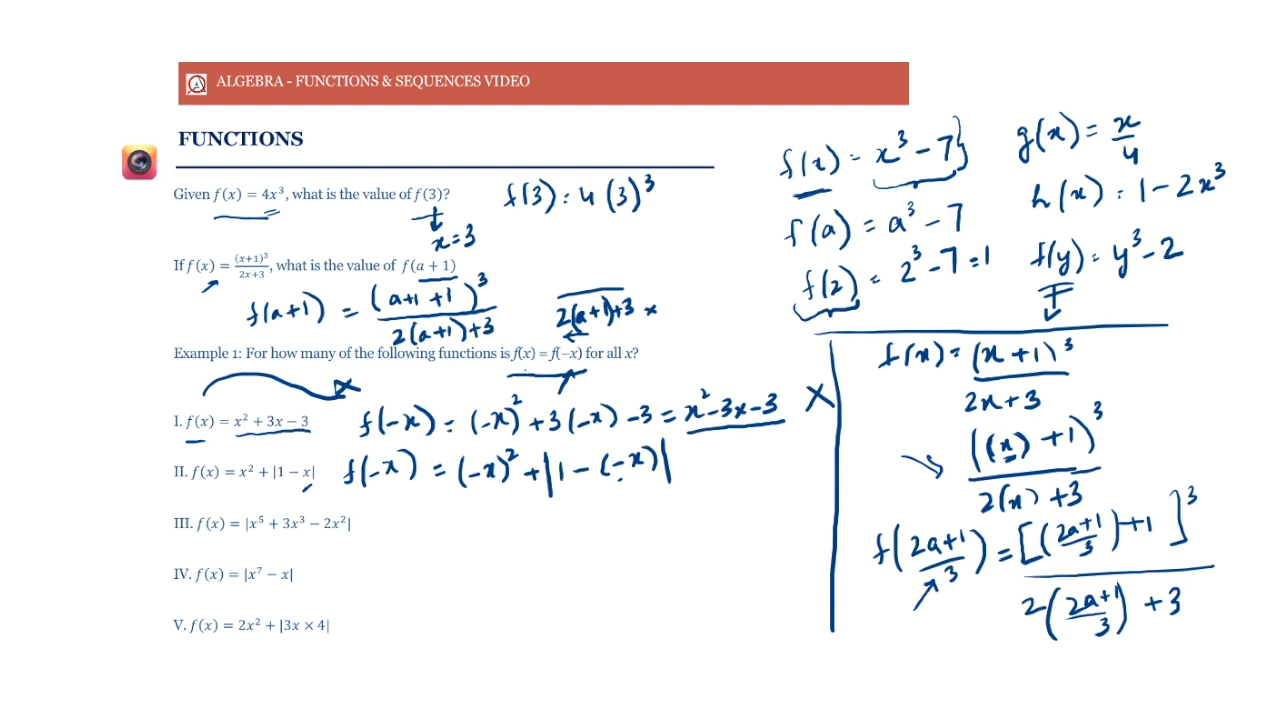 ALGEBRA - FUNCTIONS & SEQUENCES VIDEO
FUNCTIONS
Given f(x) = 4x³, what is the value of f(3)? f(3) : 4 (3)³
x = 3
If f(x) = (x+1)³/2x+3, what is the value of f(a + 1)
f(a+1) = (a+1 +1)³/2(a+1)+3
2(a+1)+3 ×
Example 1: For how many of the following functions is f(x) = f(−x) for all x?
I. f(x) = x² + 3x − 3 f(-x) = (-x)² + 3(-x) -3 = x² - 3x - 3 X
II. f(x) = x² + |1 − x| f(-x) = (-x)² + |1 - (-x)|
III. f(x) = |x⁵ + 3x³ − 2x²|
IV. f(x) = |x⁷ − x|
V. f(x) = 2x² + |3x × 4|
f(x) = x³ - 7}
f(a) = a³ - 7
f(2) = 2³ - 7 = 1
g(x) = x/4
h(x) : 1 - 2x³
f(y) = y³ - 2
f(x) = (x + 1)³
2x + 3
((x) + 1)³
2(x) + 3
f(2a+1/3) = [(2a+1/3) + 1]³
2(2a+1/3) + 3